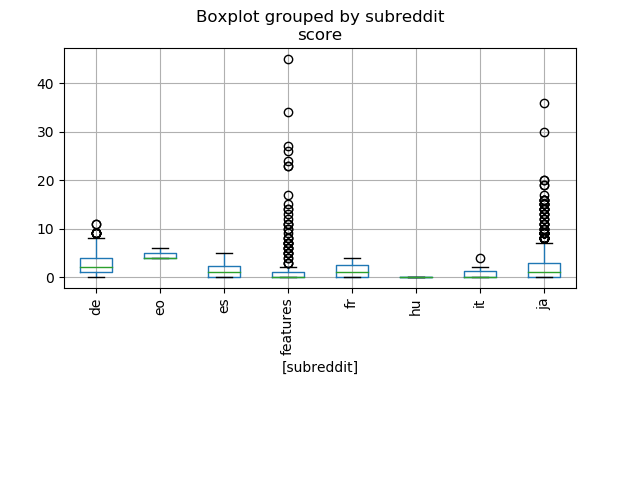 Boxplot grouped by subreddit
score
40
30
20
10
0
de
eo
es
features
fr
hu
it
ja
[subreddit]